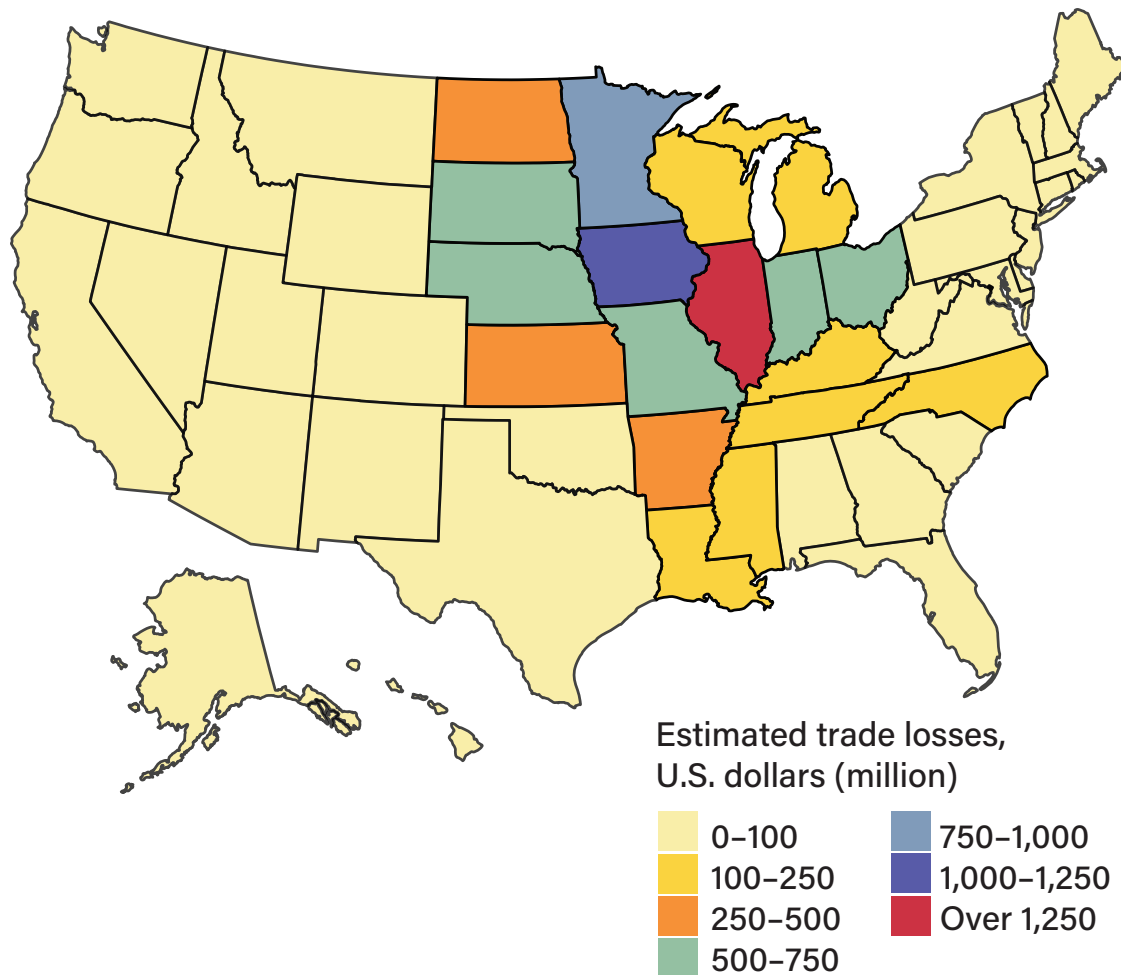 Estimated trade losses,
U.S. dollars (million)
0–100
100–250
250–500
500–750
750–1,000
1,000–1,250
Over 1,250